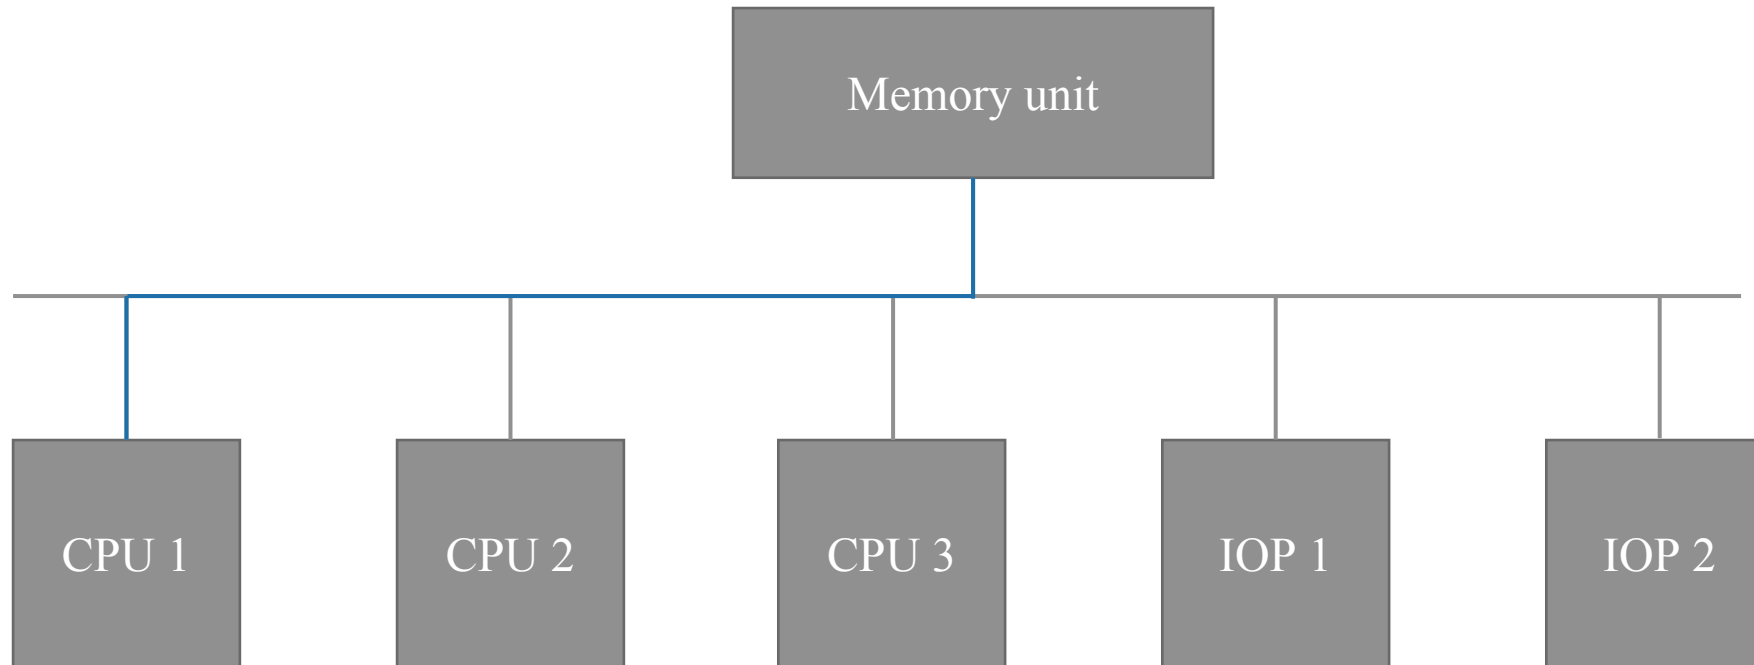 Memory unit
CPU 1
CPU 2
CPU 3
IOP 1
IOP 2